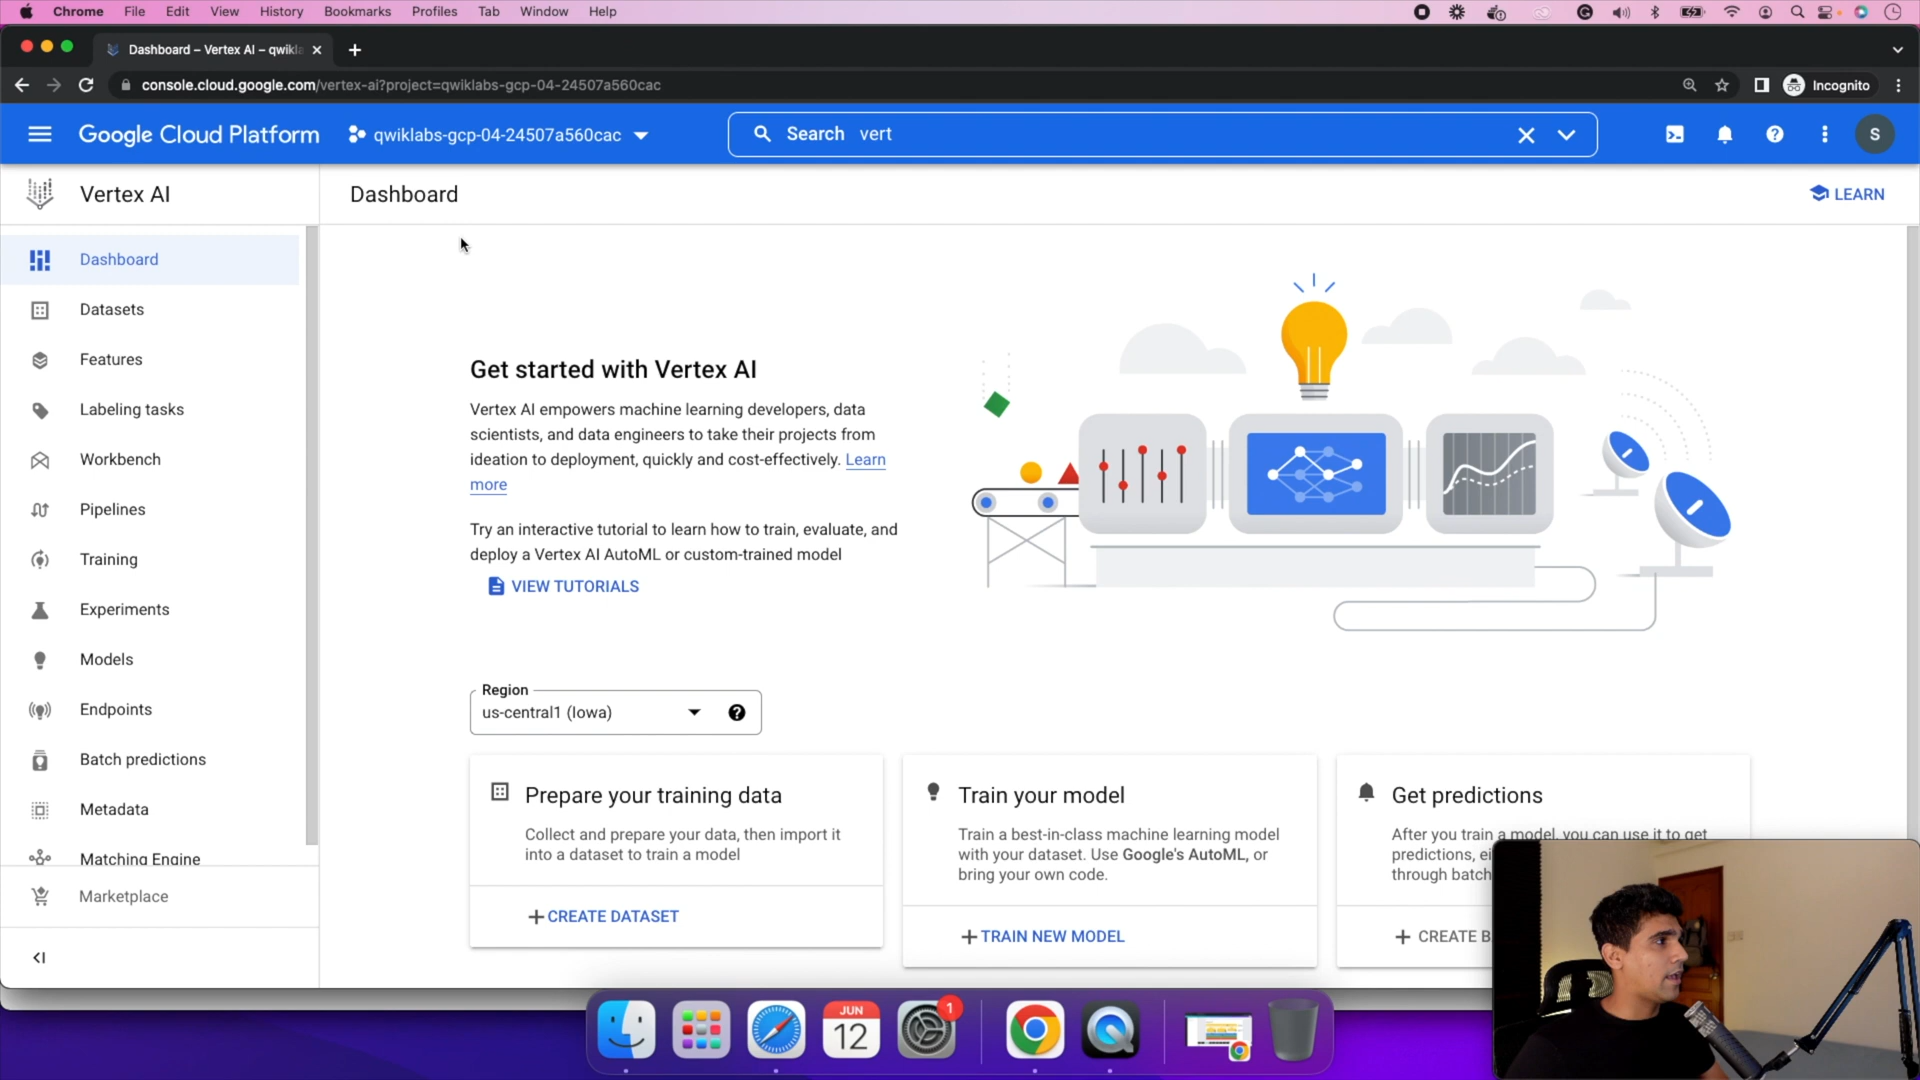 Chrome File Edit View History Bookmarks Profiles Tab Window Help
Dashboard – Vertex AI – qwikla
console.cloud.google.com/vertex-ai?project=qwiklabs-gcp-04-24507a560cac
Incognito
Google Cloud Platform
qwiklabs-gcp-04-24507a560cac
Search vert
S
Vertex AI
Dashboard
LEARN
Dashboard
Datasets
Features
Labeling tasks
Workbench
Pipelines
Training
Experiments
Models
Endpoints
Batch predictions
Metadata
Matching Engine
Marketplace
Get started with Vertex AI
Vertex AI empowers machine learning developers, data
scientists, and data engineers to take their projects from
ideation to deployment, quickly and cost-effectively. Learn
more
Try an interactive tutorial to learn how to train, evaluate, and
deploy a Vertex AI AutoML or custom-trained model
VIEW TUTORIALS
Region
us-central1 (Iowa)
Prepare your training data
Collect and prepare your data, then import it
into a dataset to train a model
+ CREATE DATASET
Train your model
Train a best-in-class machine learning model
with your dataset. Use Google's AutoML, or
bring your own code.
+ TRAIN NEW MODEL
Get predictions
After you train a model, you can use it to get
predictions, ei
through batch
+ CREATE B
JUN
12
1